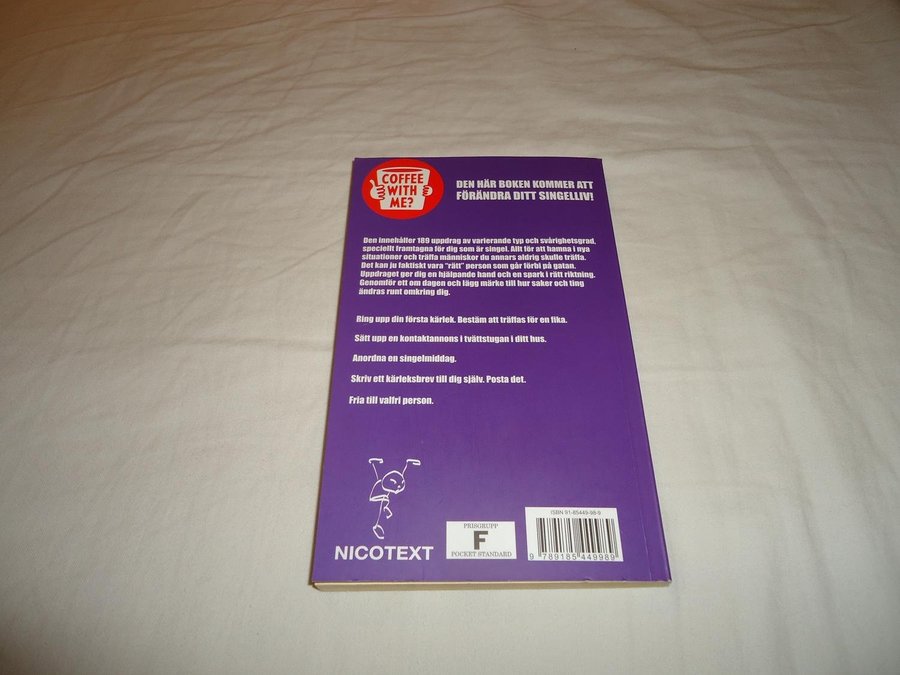 COFFEE
WITH
ME?
DEN HÄR BOKEN KOMMER ATT
FÖRÄNDRA DITT SINGELLIV!
Den innehåller 189 uppdrag av varierande typ och svårighetsgrad,
speciellt framtagna för dig som är singel. Allt för att hamna i nya
situationer och träffa människor du annars aldrig skulle träffa.
Det kan ju faktiskt vara "rätt" person som går förbi på gatan.
Uppdraget ger dig en hjälpande hand och en spark i rätt riktning.
Genomför ett om dagen och lägg märke till hur saker och ting
ändras runt omkring dig.
Ring upp din första kärlek. Bestäm att träffas för en fika.
Sätt upp en kontaktannons i tvättstugan i ditt hus.
Anordna en singelmiddag.
Skriv ett kärleksbrev till dig själv. Posta det.
Fria till valfri person.
NICOTEXT
PRISGRUPP
F
POCKET STANDARD
ISBN 91-85449-98-9
9 789185 449989